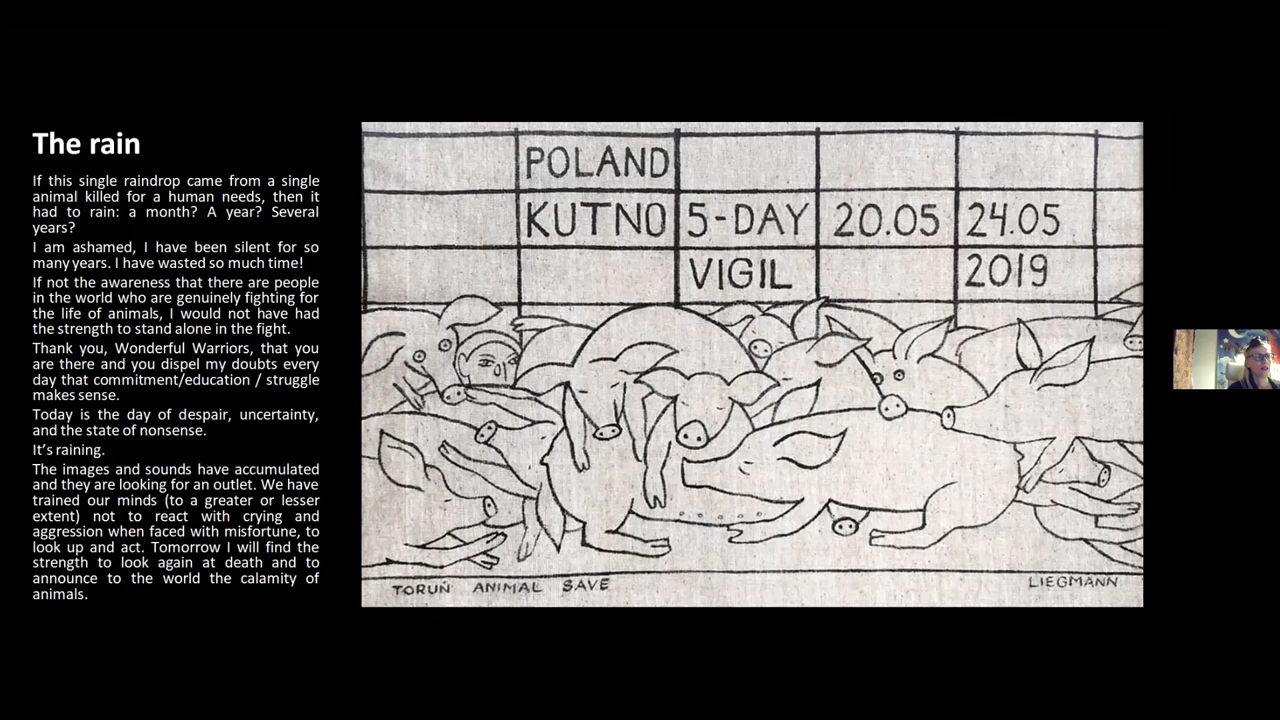 The rain
If this single raindrop came from a single
animal killed for a human needs, then it
had to rain: a month? A year? Several
years?
I am ashamed, I have been silent for so
many years. I have wasted so much time!
If not the awareness that there are people
in the world who are genuinely fighting for
the life of animals, I would not have had
the strength to stand alone in the fight.
Thank you, Wonderful Warriors, that you
are there and you dispel my doubts every
day that commitment/education / struggle
makes sense.
Today is the day of despair, uncertainty,
and the state of nonsense.
It’s raining.
The images and sounds have accumulated
and they are looking for an outlet. We have
trained our minds (to a greater or lesser
extent) not to react with crying and
aggression when faced with misfortune, to
look up and act. Tomorrow I will find the
strength to look again at death and to
announce to the world the calamity of
animals.
POLAND
KUTNO 5-DAY 20.05 24.05
VIGIL 2019
TORUŃ ANIMAL SAVE
LIEGMANN